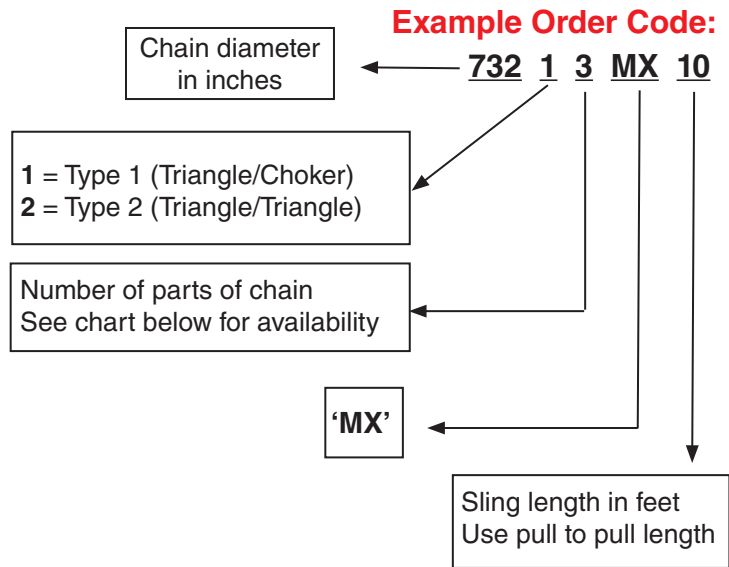 Example Order Code:
732 1 3 MX 10
Chain diameter
in inches
1 = Type 1 (Triangle/Choker)
2 = Type 2 (Triangle/Triangle)
Number of parts of chain
See chart below for availability
‘MX’
Sling length in feet
Use pull to pull length